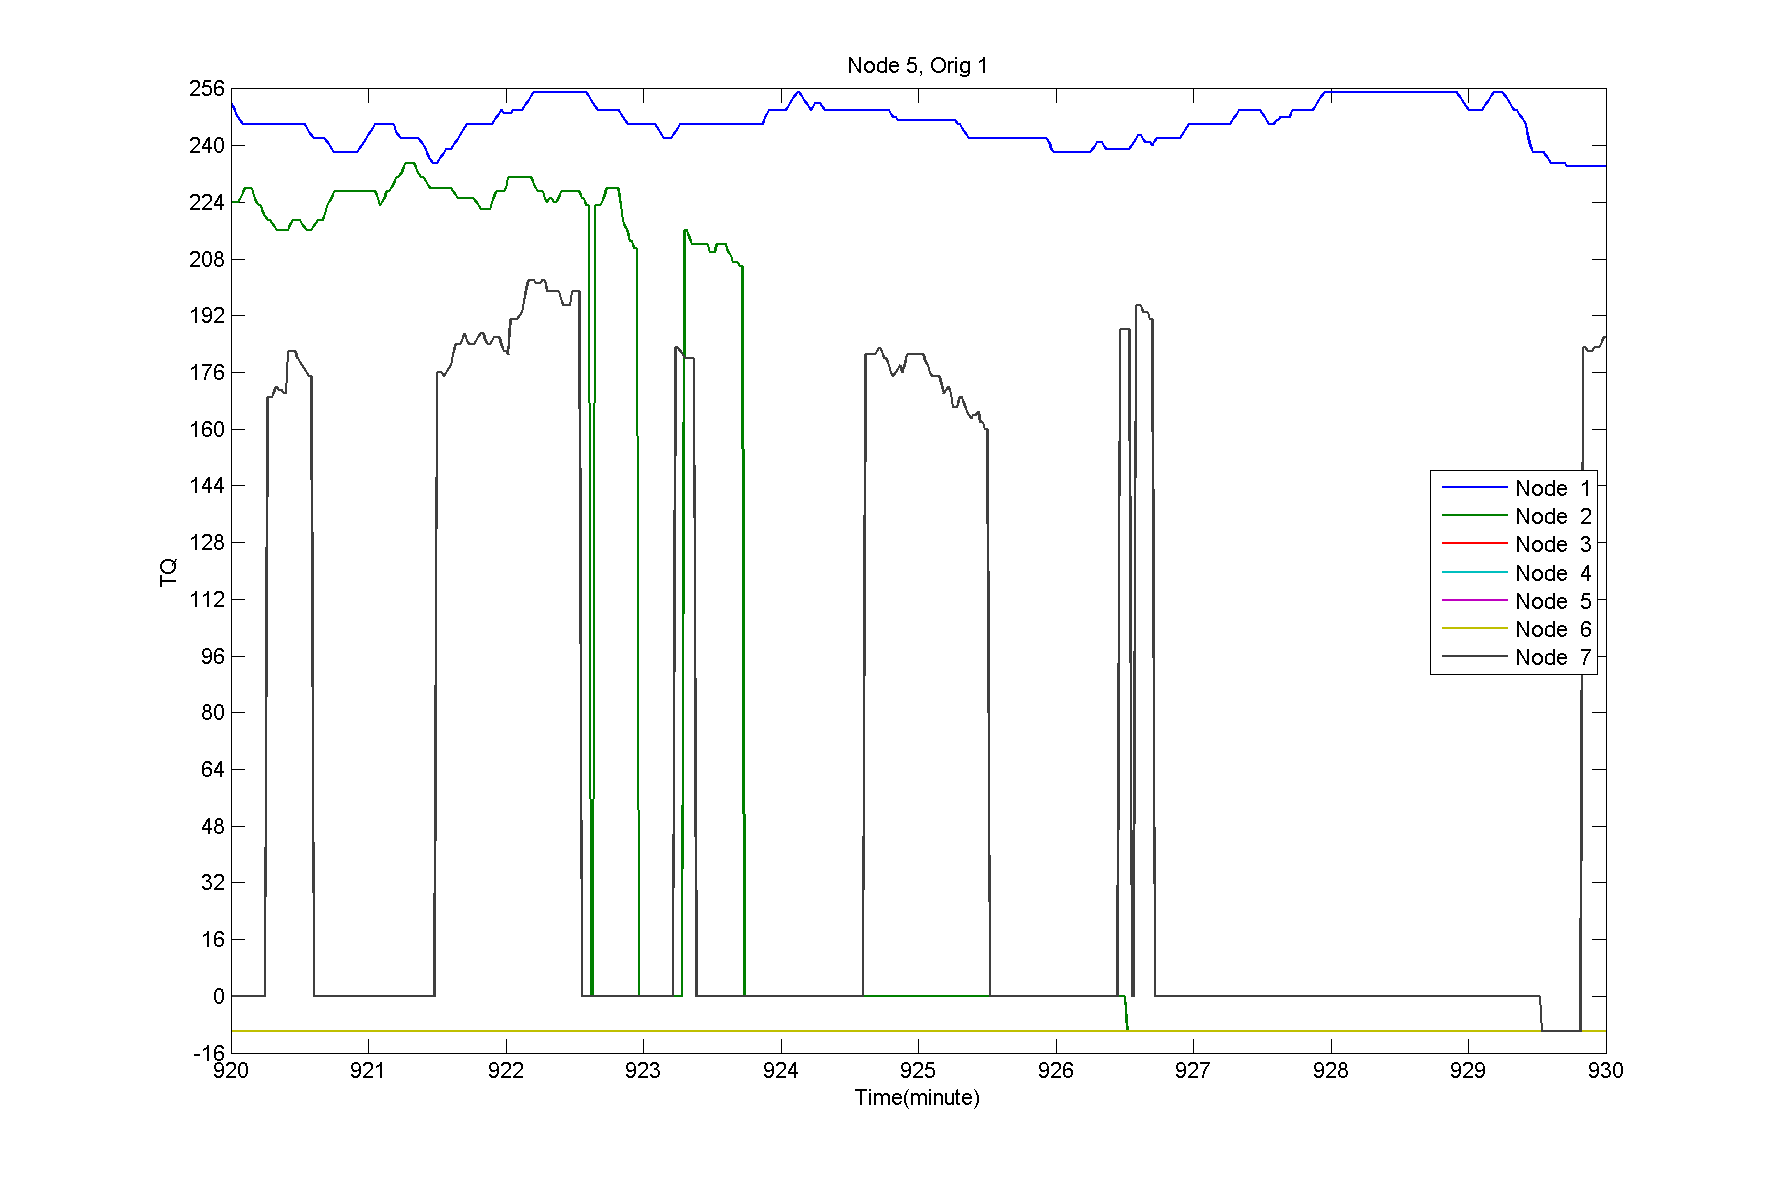 Node 5, Orig 1
256
240
224
208
192
176
160
144
128
112
96
80
64
48
32
16
0
-16
TQ
Node 1
Node 2
Node 3
Node 4
Node 5
Node 6
Node 7
920 921 922 923 924 925 926 927 928 929 930
Time(minute)